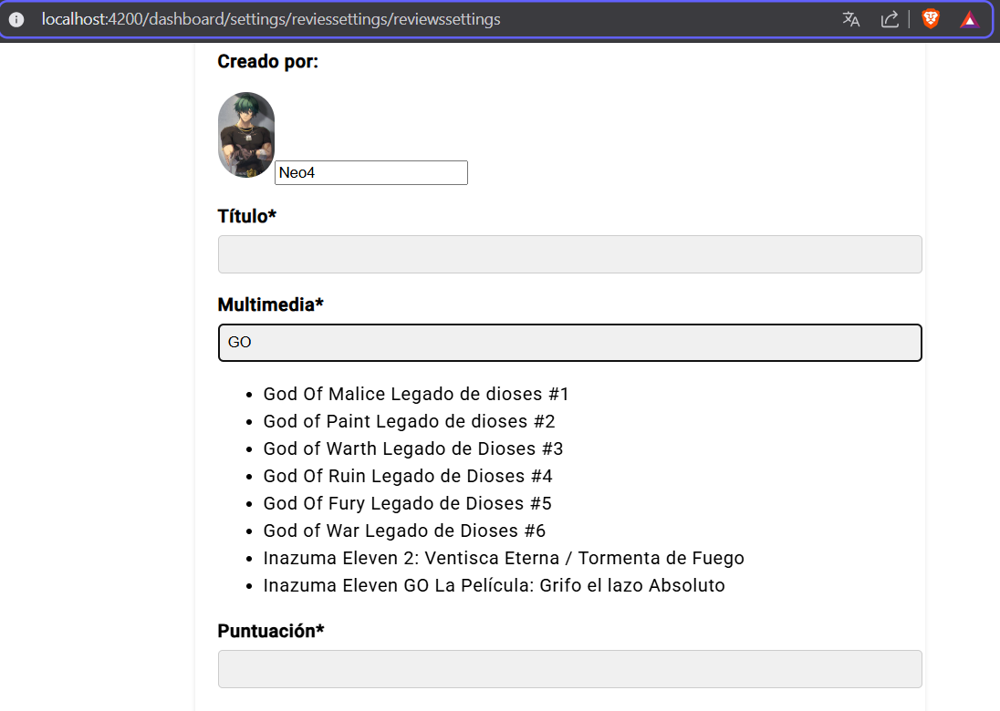 localhost:4200/dashboard/settings/reviessettings/reviewssettings
Creado por:
Neo4
Título*
Multimedia*
GO
God Of Malice Legado de dioses #1
God of Paint Legado de dioses #2
God of Warth Legado de Dioses #3
God Of Ruin Legado de Dioses #4
God Of Fury Legado de Dioses #5
God of War Legado de Dioses #6
Inazuma Eleven 2: Ventisca Eterna / Tormenta de Fuego
Inazuma Eleven GO La Película: Grifo el lazo Absoluto
Puntuación*